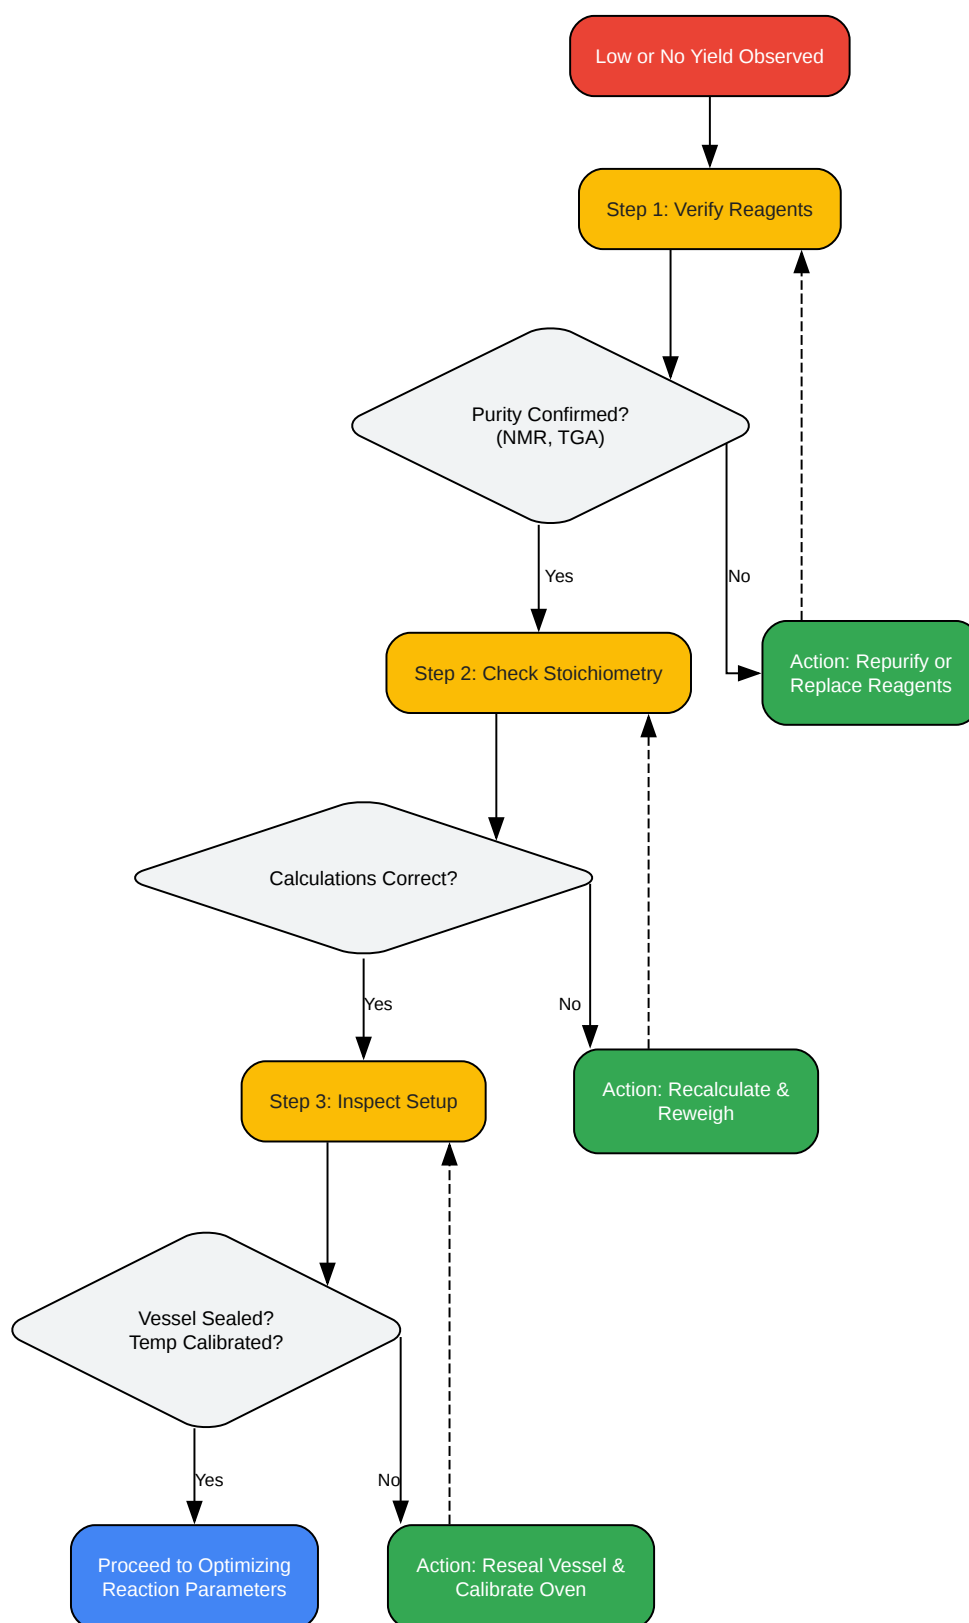 Low or No Yield Observed
Step 1: Verify Reagents
Purity Confirmed?
(NMR, TGA)
Yes
No
Action: Repurify or
Replace Reagents
Step 2: Check Stoichiometry
Calculations Correct?
Yes
No
Action: Recalculate &
Reweigh
Step 3: Inspect Setup
Vessel Sealed?
Temp Calibrated?
Yes
No
Proceed to Optimizing
Reaction Parameters
Action: Reseal Vessel &
Calibrate Oven